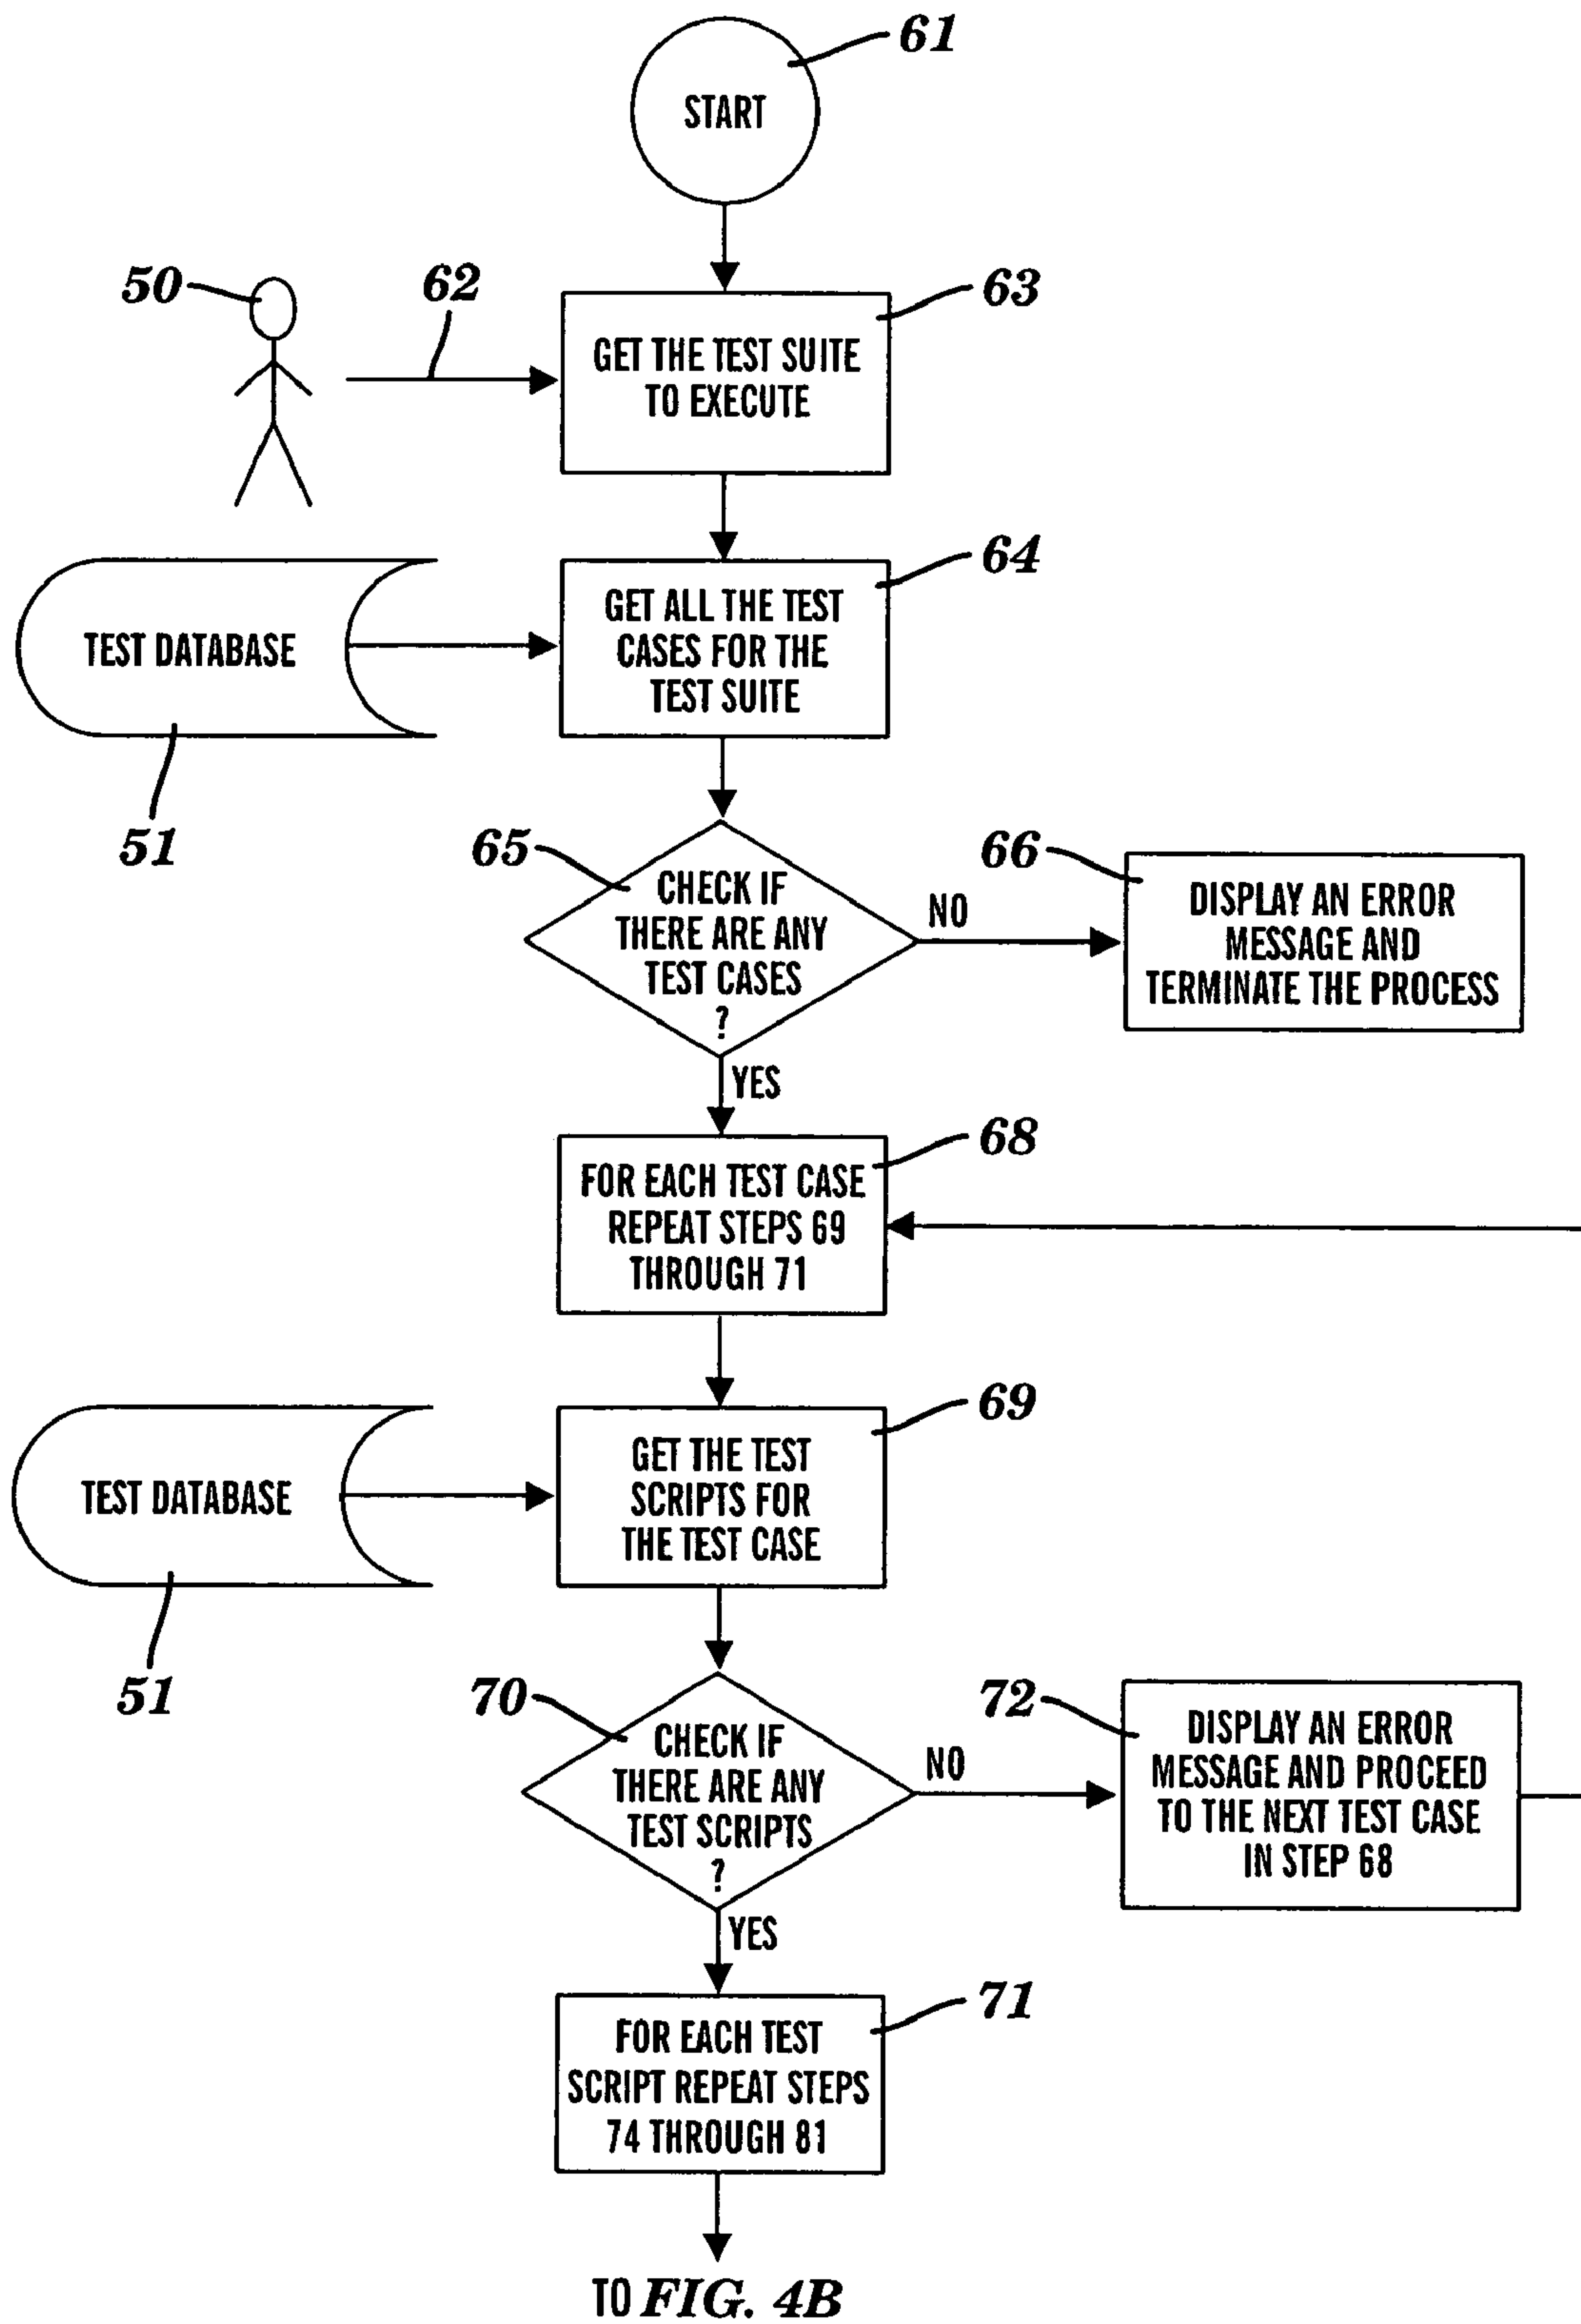 61
START
50
62
63
GET THE TEST SUITE
TO EXECUTE
64
GET ALL THE TEST
CASES FOR THE
TEST SUITE
TEST DATABASE
51
65
CHECK IF
THERE ARE ANY
TEST CASES
?
NO
66
DISPLAY AN ERROR
MESSAGE AND
TERMINATE THE PROCESS
YES
68
FOR EACH TEST CASE
REPEAT STEPS 69
THROUGH 71
69
GET THE TEST
SCRIPTS FOR
THE TEST CASE
TEST DATABASE
51
70
CHECK IF
THERE ARE ANY
TEST SCRIPTS
?
NO
72
DISPLAY AN ERROR
MESSAGE AND PROCEED
TO THE NEXT TEST CASE
IN STEP 68
YES
71
FOR EACH TEST
SCRIPT REPEAT STEPS
74 THROUGH 81
TO FIG. 4B